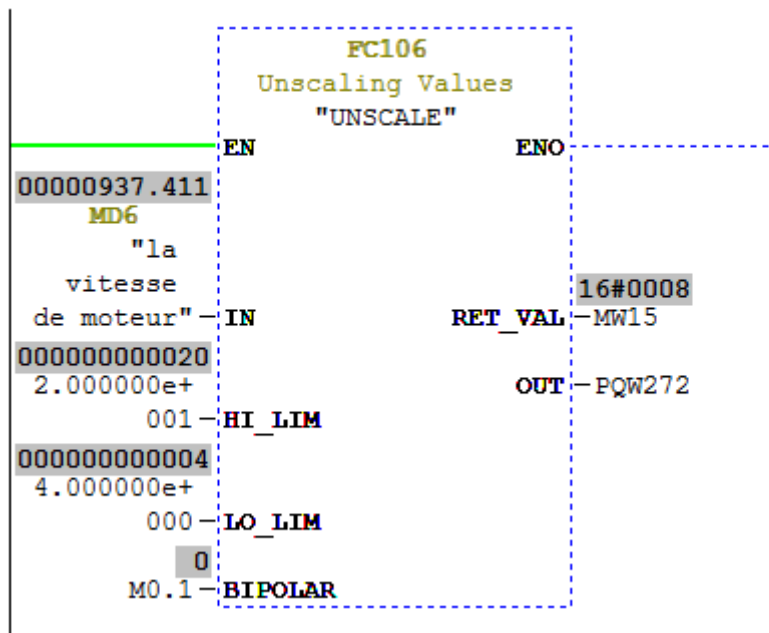 FC106
Unscaling Values
"UNSCALE"
EN
ENO
00000937.411
MD6
"la
vitesse
de moteur"
IN
16#0008
RET_VAL
MW15
000000000020
2.000000e+
001
HI_LIM
OUT
PQW272
000000000004
4.000000e+
000
LO_LIM
0
M0.1
BIPOLAR